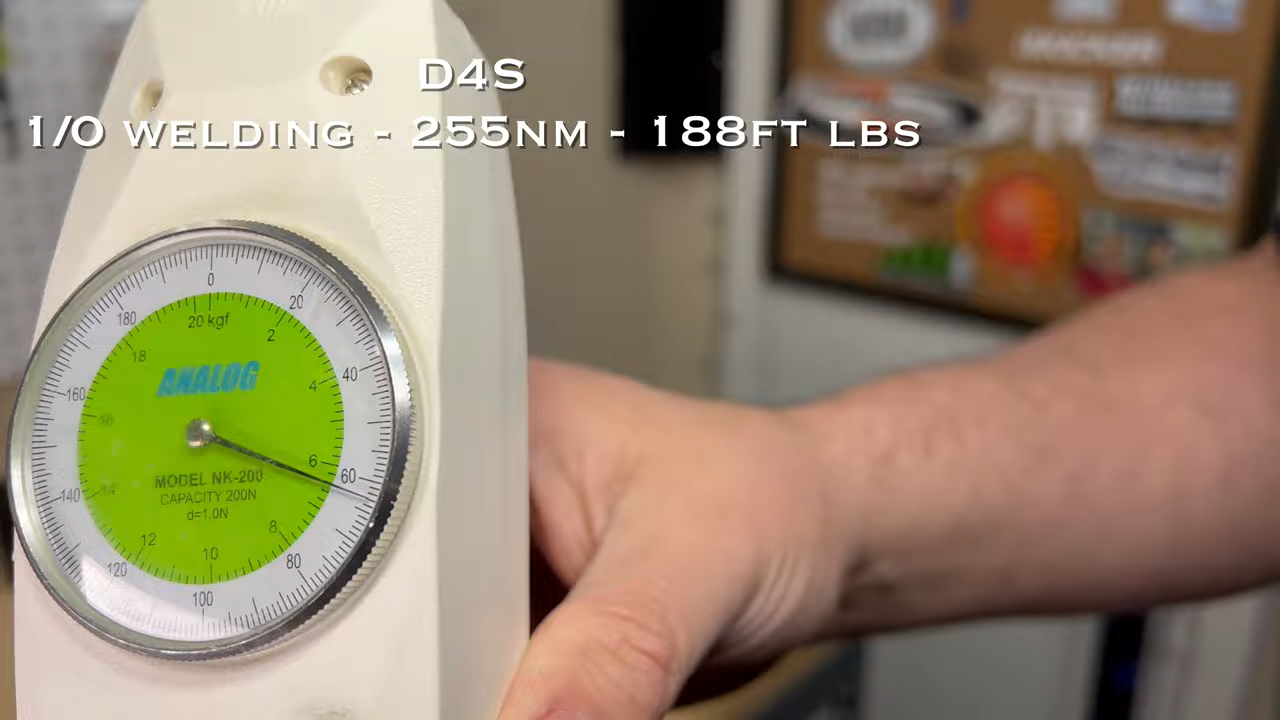 D4S
1/0 WELDING - 255NM - 188FT LBS
0
20
180
20 kgf
2
18
ANALOG
40
4
160
16
6
60
MODEL NK-200
CAPACITY 200N
d=1.0N
140
14
8
12
10
80
120
100